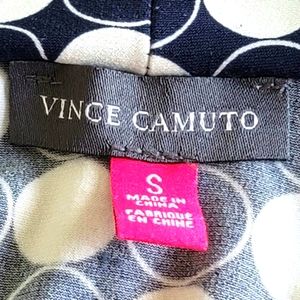 VINCE CAMUTO
S
MADE IN
CHINA
FABRIQUÉ
EN CHINE